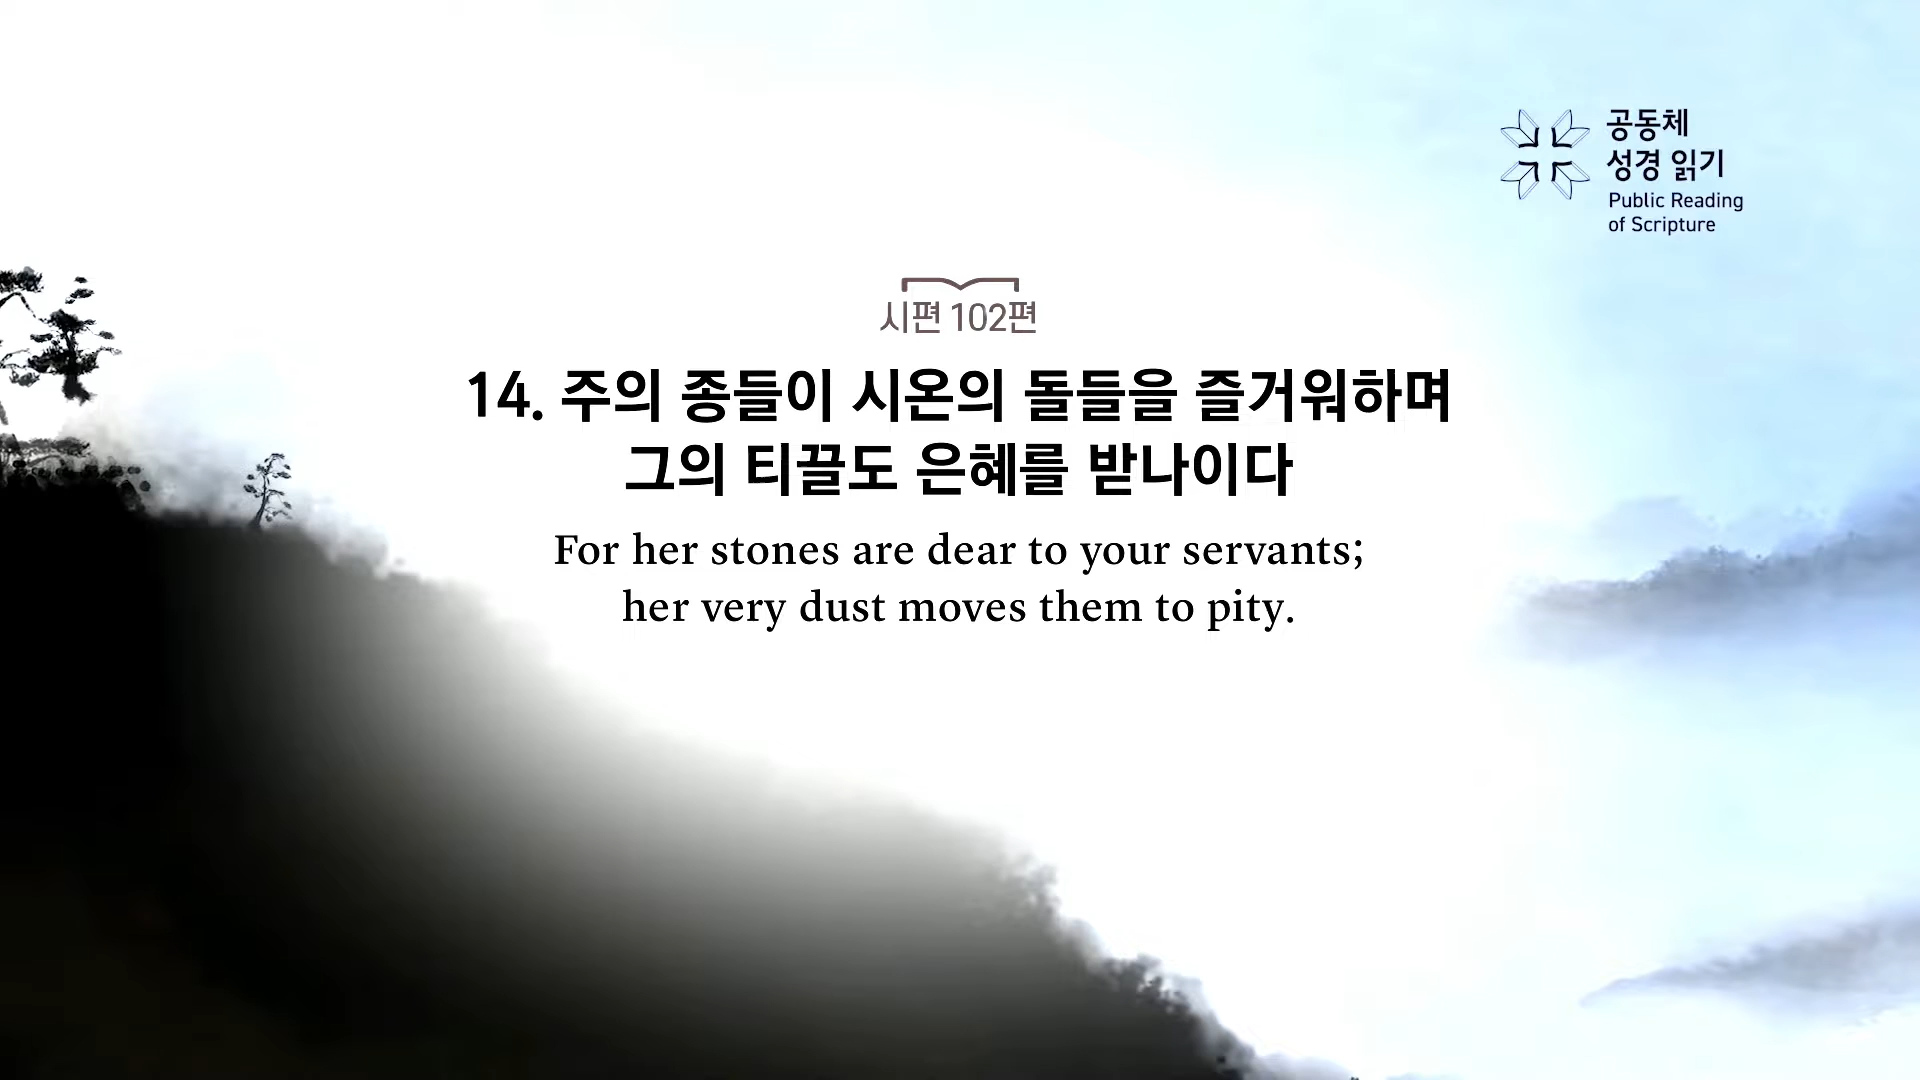 공동체
성경 읽기
Public Reading
of Scripture
시편 102편
14. 주의 종들이 시온의 돌들을 즐거워하며
그의 티끌도 은혜를 받나이다
For her stones are dear to your servants;
her very dust moves them to pity.